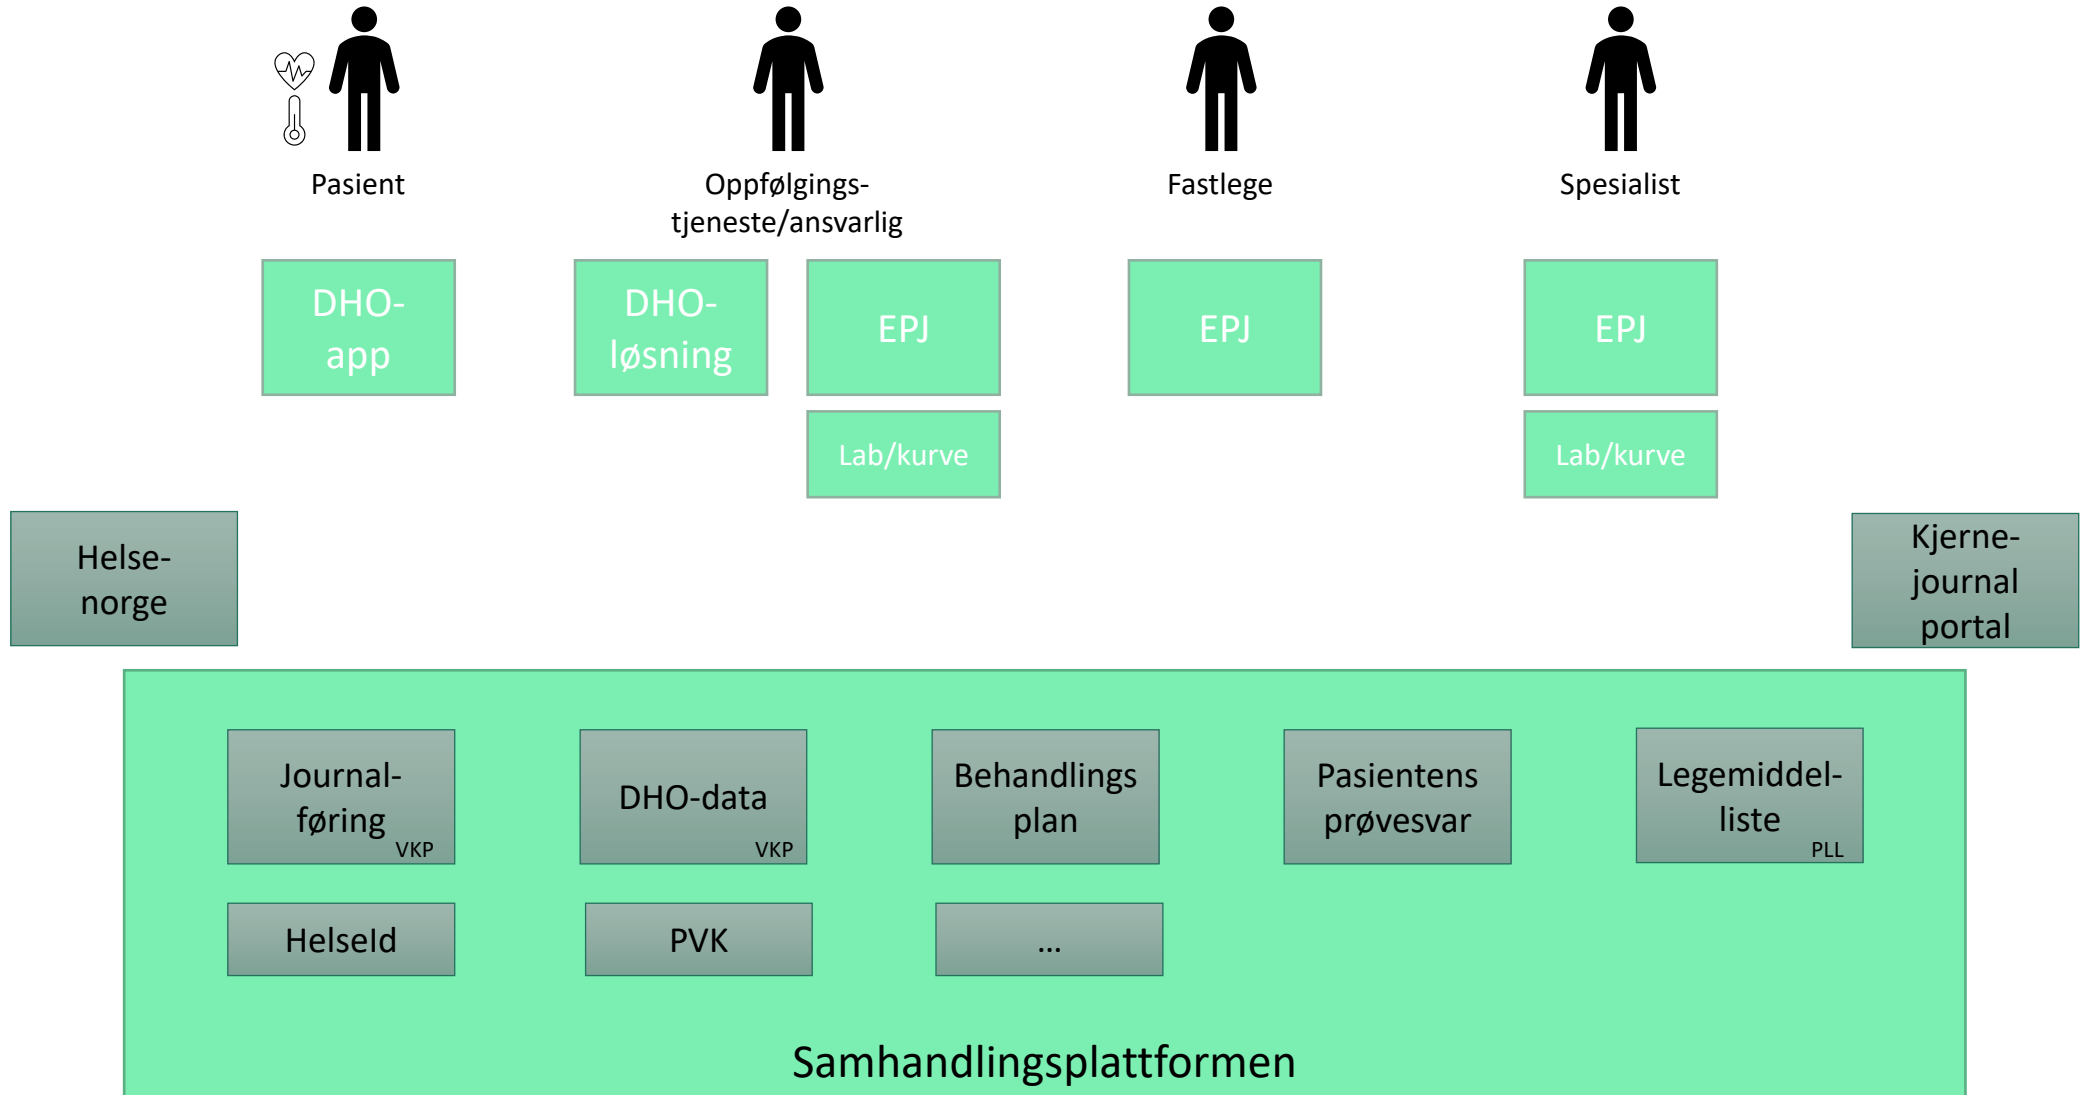 Pasient
Oppfølgings-
tjeneste/ansvarlig
Fastlege
Spesialist
DHO-
app
DHO-
løsning
EPJ
EPJ
EPJ
Lab/kurve
Lab/kurve
Helse-
norge
Kjerne-
journal
portal
Journal-
føring
VKP
DHO-data
VKP
Behandlings
plan
Pasientens
prøvesvar
Legemiddel-
liste
PLL
HelseId
PVK
...
Samhandlingsplattformen